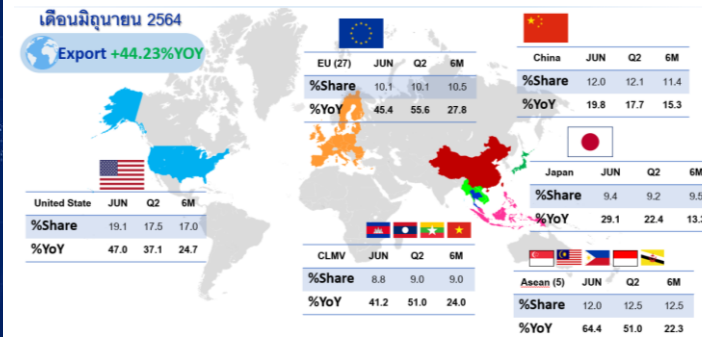 เดือนมิถุนายน 2564
Export +44.23%YOY
EU (27) JUN Q2 6M
%Share 10.1 10.1 10.5
%YoY 45.4 55.6 27.8
China JUN Q2 6M
%Share 12.0 12.1 11.4
%YoY 19.8 17.7 15.3
Japan JUN Q2 6M
%Share 9.4 9.2 9.5
%YoY 29.1 22.4 13.
United State JUN Q2 6M
%Share 19.1 17.5 17.0
%YoY 47.0 37.1 24.7
CLMV JUN Q2 6M
%Share 8.8 9.0 9.0
%YoY 41.2 51.0 24.0
Asean (5) JUN Q2 6M
%Share 12.0 12.5 12.5
%YoY 64.4 51.0 22.3